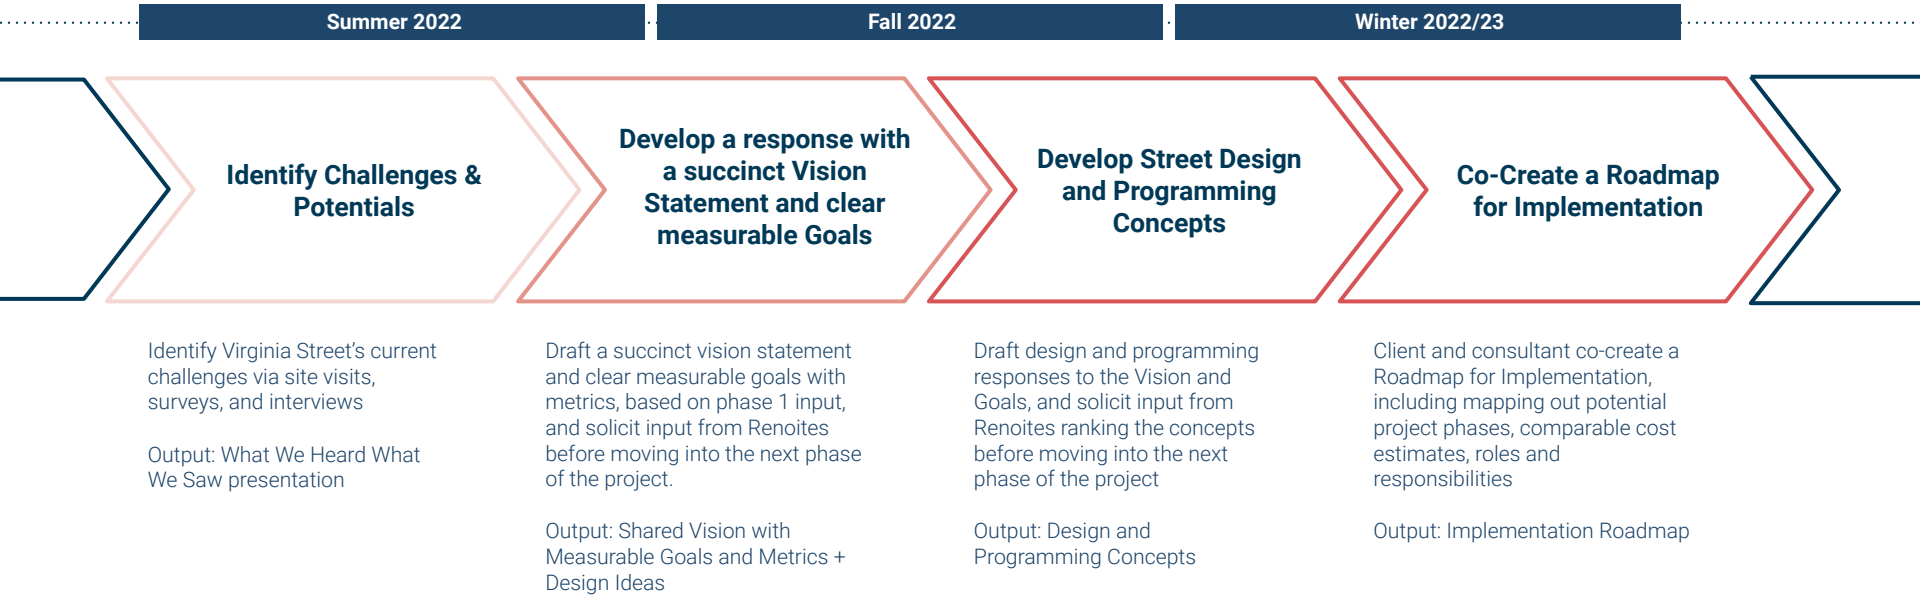 Summer 2022
Fall 2022
Winter 2022/23
Identify Challenges &
Potentials
Develop a response with
a succinct Vision
Statement and clear
measurable Goals
Develop Street Design
and Programming
Concepts
Co-Create a Roadmap
for Implementation
Identify Virginia Street’s current
challenges via site visits,
surveys, and interviews
Output: What We Heard What
We Saw presentation
Draft a succinct vision statement
and clear measurable goals with
metrics, based on phase 1 input,
and solicit input from Renoites
before moving into the next phase
of the project.
Output: Shared Vision with
Measurable Goals and Metrics +
Design Ideas
Draft design and programming
responses to the Vision and
Goals, and solicit input from
Renoites ranking the concepts
before moving into the next
phase of the project
Output: Design and
Programming Concepts
Client and consultant co-create a
Roadmap for Implementation,
including mapping out potential
project phases, comparable cost
estimates, roles and
responsibilities
Output: Implementation Roadmap